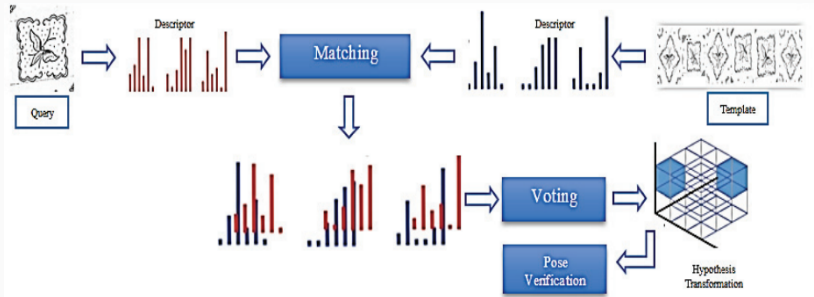 Descriptor
Descriptor
Matching
Query
Template
Voting
Pose
Verification
Hypothesis
Transformation